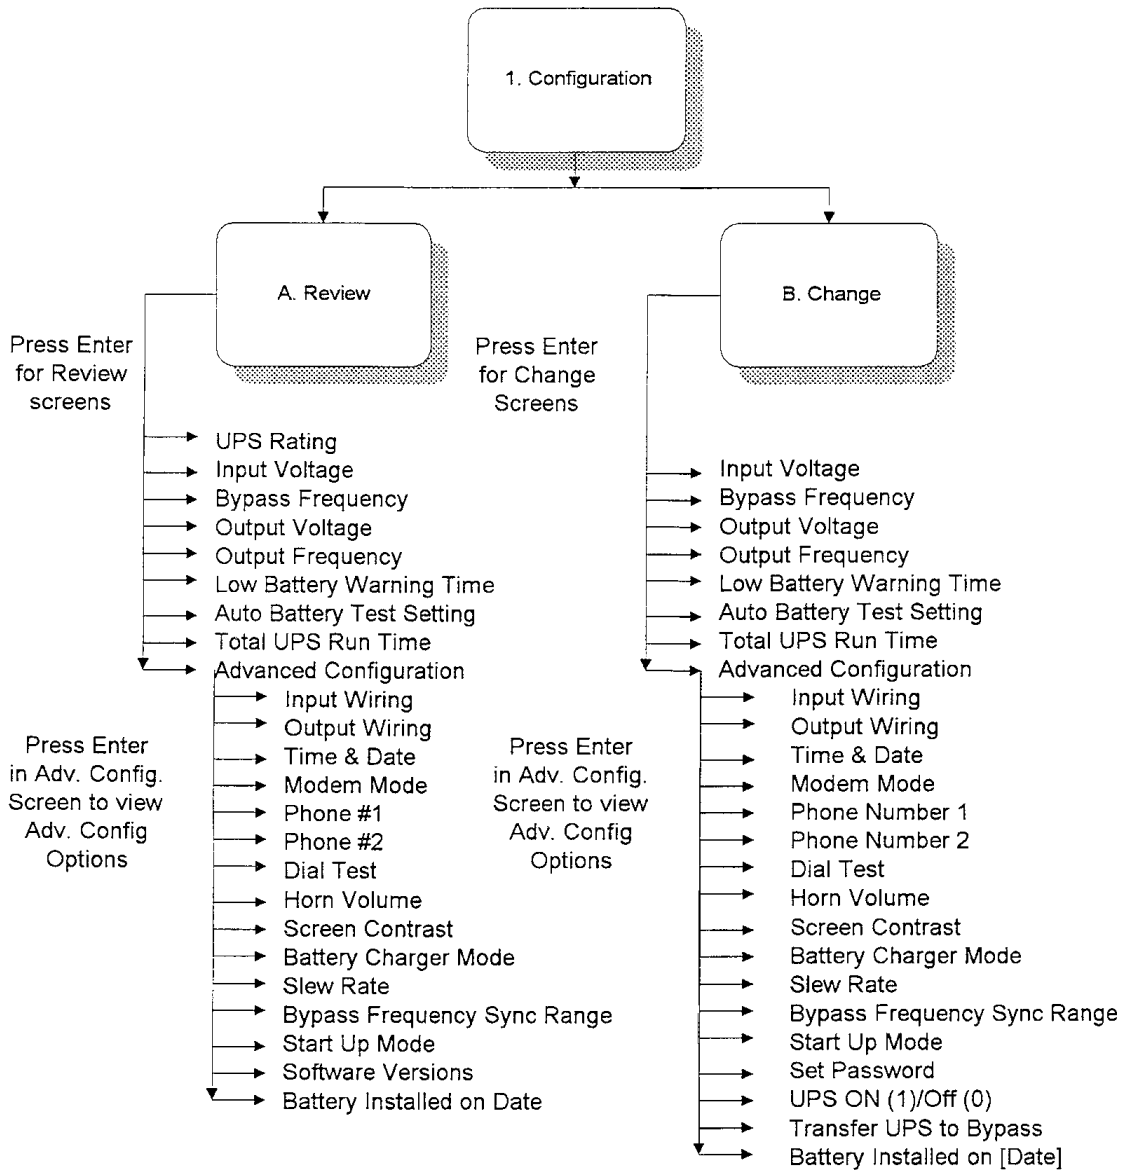 1. Configuration
A. Review
Press Enter
for Review
screens
UPS Rating
Input Voltage
Bypass Frequency
Output Voltage
Output Frequency
Low Battery Warning Time
Auto Battery Test Setting
Total UPS Run Time
Advanced Configuration
Press Enter
in Adv. Config.
Screen to view
Adv. Config
Options
Input Wiring
Output Wiring
Time & Date
Modem Mode
Phone #1
Phone #2
Dial Test
Horn Volume
Screen Contrast
Battery Charger Mode
Slew Rate
Bypass Frequency Sync Range
Start Up Mode
Software Versions
Battery Installed on Date
B. Change
Press Enter
for Change
Screens
Input Voltage
Bypass Frequency
Output Voltage
Output Frequency
Low Battery Warning Time
Auto Battery Test Setting
Total UPS Run Time
Advanced Configuration
Press Enter
in Adv. Config.
Screen to view
Adv. Config
Options
Input Wiring
Output Wiring
Time & Date
Modem Mode
Phone Number 1
Phone Number 2
Dial Test
Horn Volume
Screen Contrast
Battery Charger Mode
Slew Rate
Bypass Frequency Sync Range
Start Up Mode
Set Password
UPS ON (1)/Off (0)
Transfer UPS to Bypass
Battery Installed on [Date]